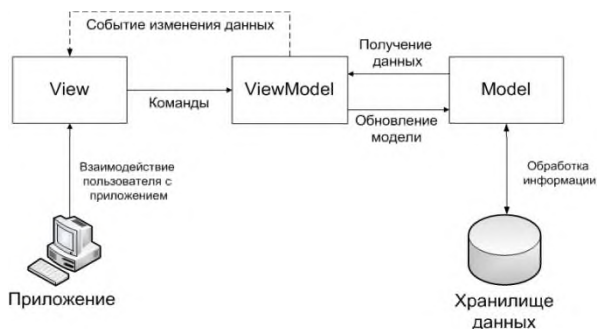 Событие изменения данных
View
Команды
ViewModel
Получение
данных
Обновление
модели
Model
Взаимодействие
пользователя с
приложением
Обработка
информации
Приложение
Хранилище
данных